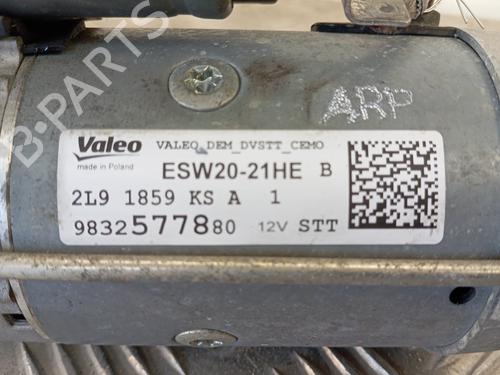 ARP
Valeo VALEO_DEM_DVSTT_CEMO
made in Poland
ESW20-21HE B
2L9 1859 KS A 1
9832577880 12V STT
B-PARTS